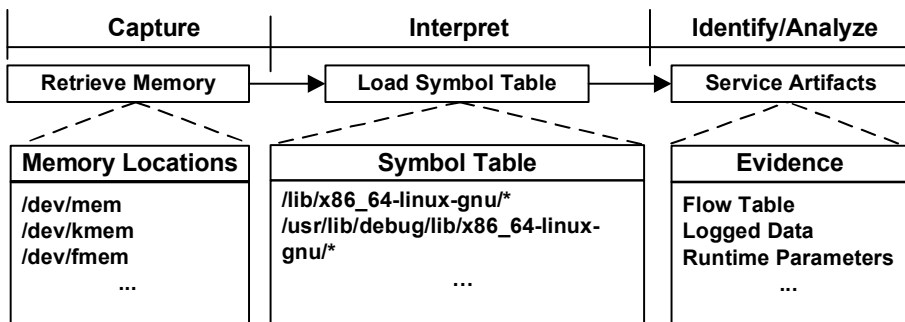 Capture
Interpret
Identify/Analyze
Retrieve Memory
Load Symbol Table
Service Artifacts
Memory Locations
/dev/mem
/dev/kmem
/dev/fmem
...
Symbol Table
/lib/x86_64-linux-gnu/*
/usr/lib/debug/lib/x86_64-linux-
gnu/*
...
Evidence
Flow Table
Logged Data
Runtime Parameters
...